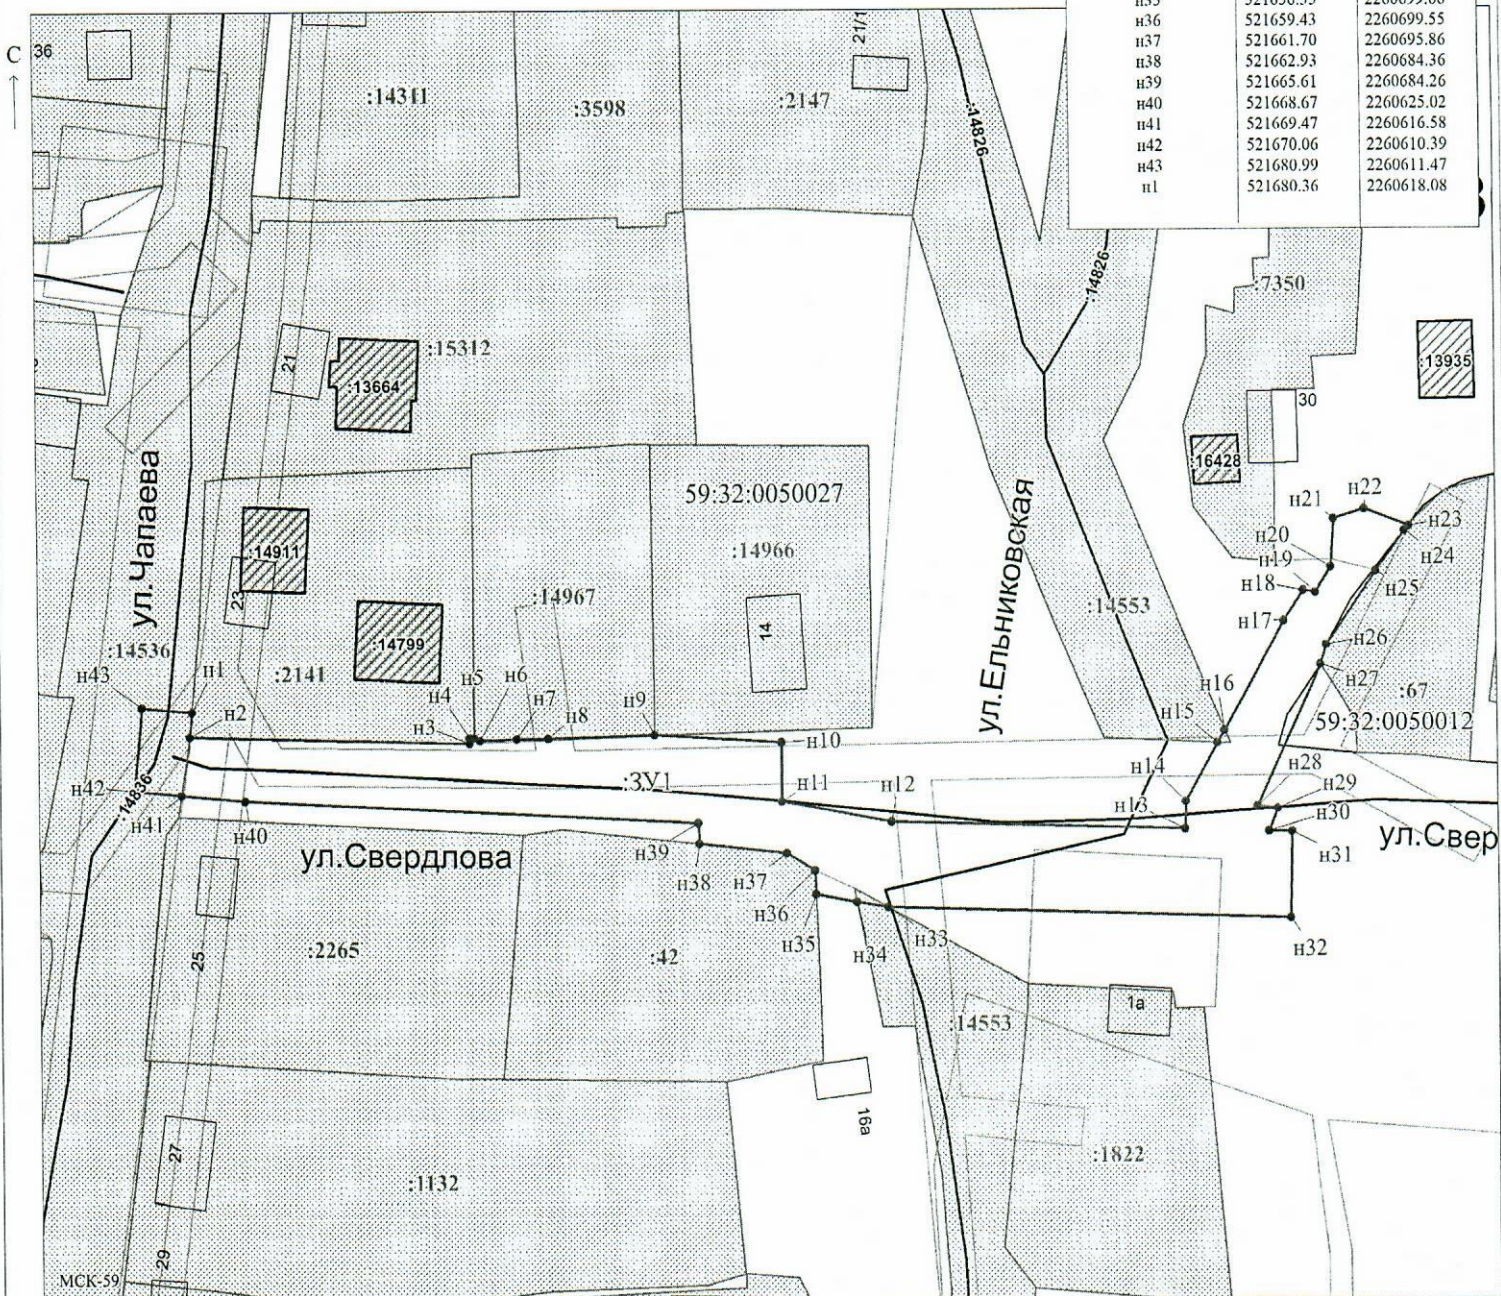 н36 521659.43 2260699.55
н37 521661.70 2260695.86
н38 521662.93 2260684.36
н39 521665.61 2260684.26
н40 521668.67 2260625.02
н41 521669.47 2260616.58
н42 521670.06 2260610.39
н43 521680.99 2260611.47
н1 521680.36 2260618.08
С
36
:14311
:3598
:2147
21/1
:14826
:14826
:7350
:13935
21
:13664
:15312
30
:16428
ул.Чапаева
59:32:0050027
:14966
ул.Ельниковская
н21
н22
н23
н20
н24
н19
н25
н18
:14911
23
:14967
:14553
н17
14
:14799
н26
:14536
:2141
н43
н1
н5
н6
н27
:67
н4
н7
н9
н16
59:32:0050012
н2
н3
н8
н15
н10
:ЗУ1
н14
н28
н42
:14836
н11
н12
н29
н13
н30
н41
н40
ул.Свердлова
н39
н31
ул.Свер
н38
н37
н36
н35
н34
н33
н32
25
:2265
:42
:14553
1а
16а
27
:1132
:1822
29
МСК-59